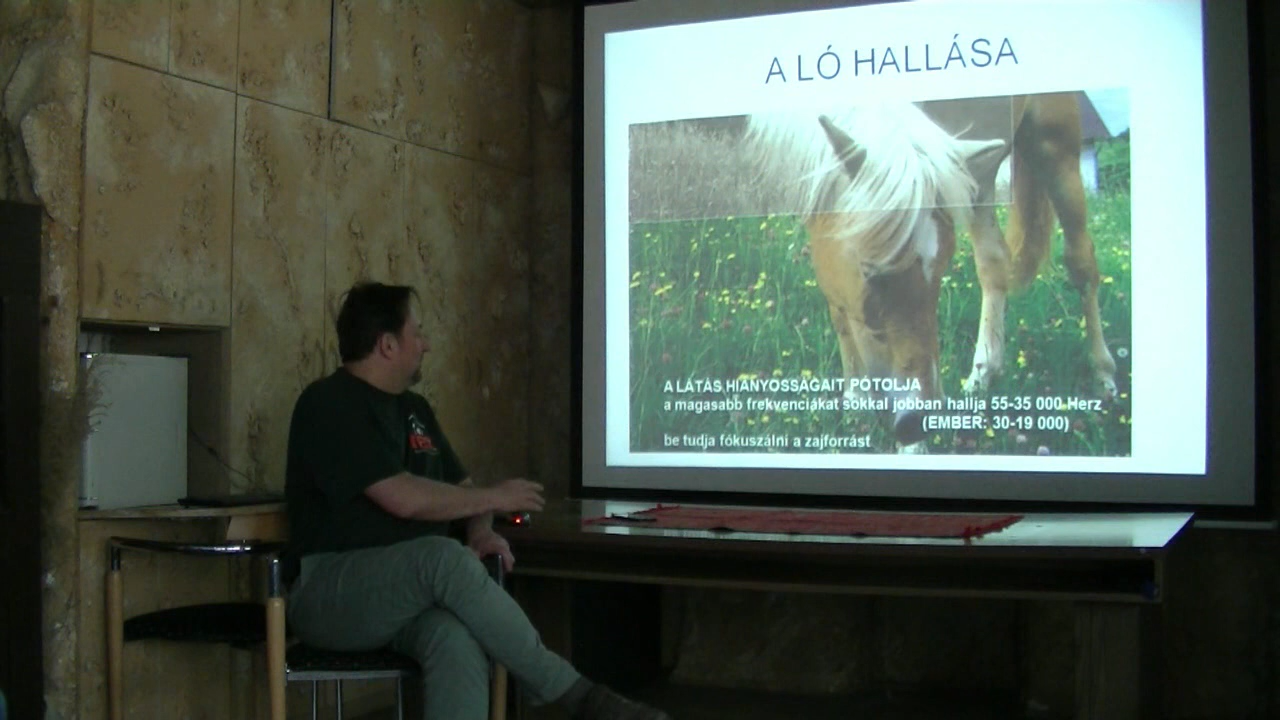 A LÓ HALLÁSA
A LÁTÁS HIÁNYOSSÁGAIT PÓTOLJA
a magasabb frekvenciákat sokkal jobban hallja 55-35 000 Herz
(EMBER: 30-19 000)
be tudja fókuszálni a zajforrást